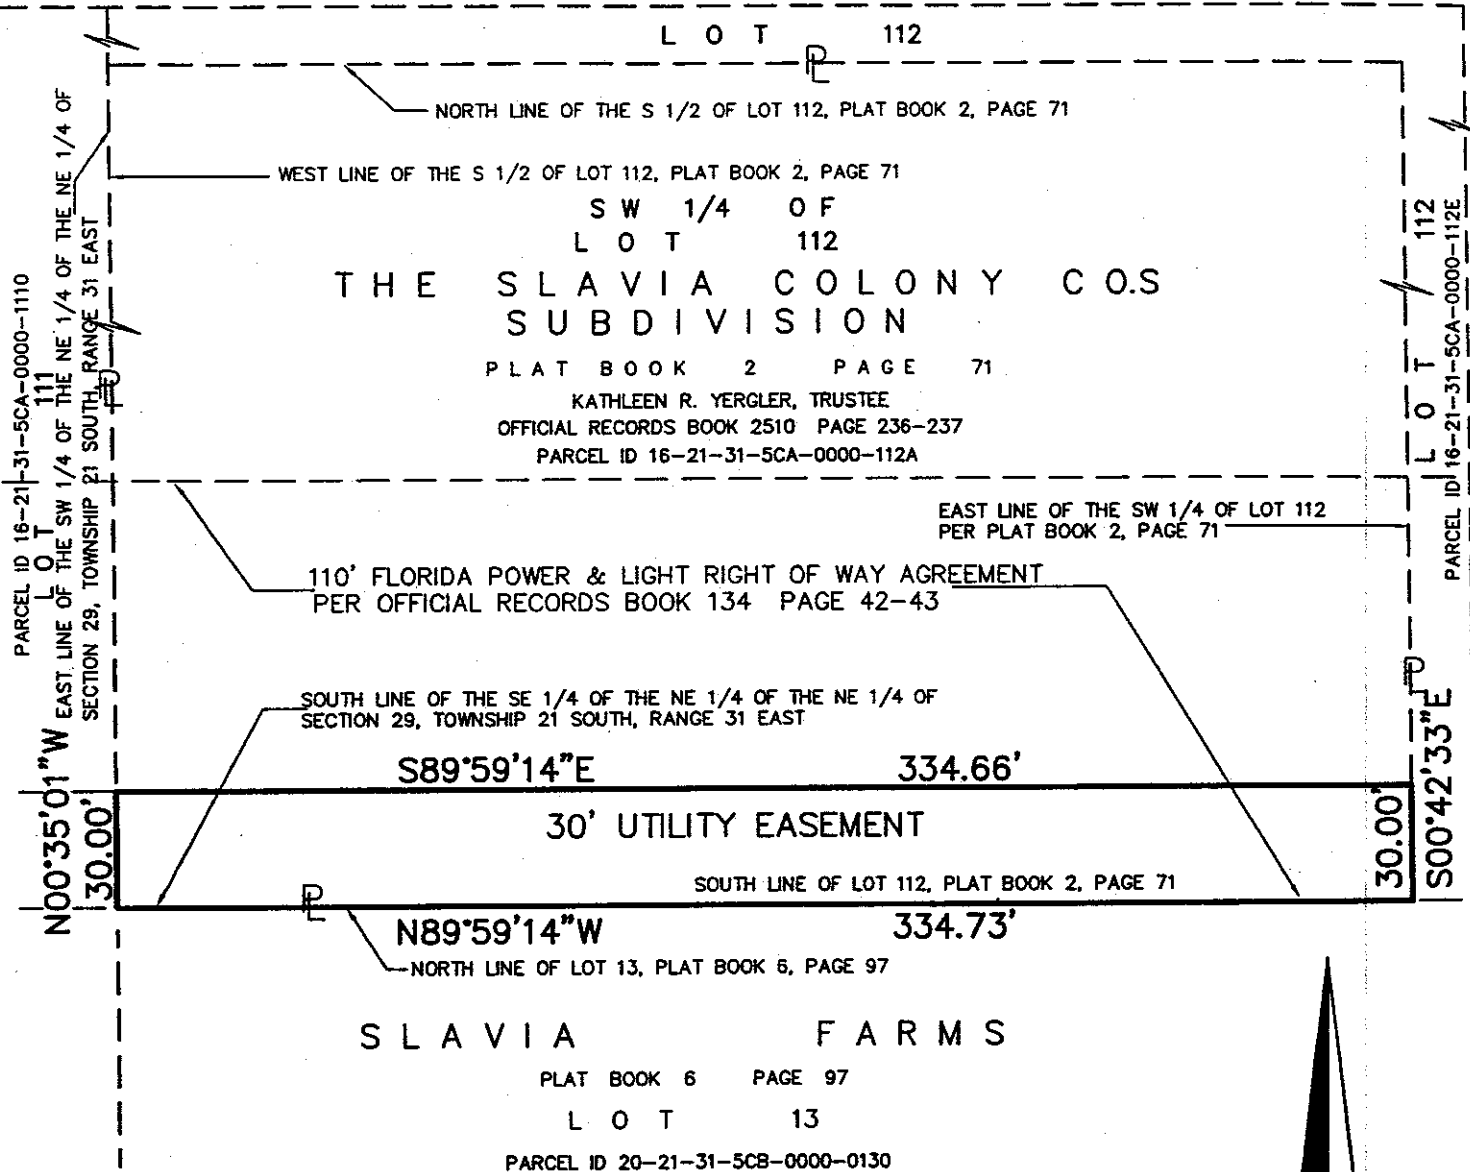 LOT 112
NORTH LINE OF THE S 1/2 OF LOT 112, PLAT BOOK 2, PAGE 71
WEST LINE OF THE S 1/2 OF LOT 112, PLAT BOOK 2, PAGE 71
SW 1/4 OF
LOT 112
THE SLAVIA COLONY CO.S
SUBDIVISION
PLAT BOOK 2 PAGE 71
KATHLEEN R. YERGLER, TRUSTEE
OFFICIAL RECORDS BOOK 2510 PAGE 236-237
PARCEL ID 16-21-31-5CA-0000-112A
PARCEL ID 16-21-31-5CA-0000-1110
LOT 111
EAST LINE OF THE SW 1/4 OF THE NE 1/4 OF THE NE 1/4 OF
SECTION 29, TOWNSHIP 21 SOUTH, RANGE 31 EAST
LOT 112
PARCEL ID 16-21-31-5CA-0000-112E
EAST LINE OF THE SW 1/4 OF LOT 112
PER PLAT BOOK 2, PAGE 71
110' FLORIDA POWER & LIGHT RIGHT OF WAY AGREEMENT
PER OFFICIAL RECORDS BOOK 134 PAGE 42-43
SOUTH LINE OF THE SE 1/4 OF THE NE 1/4 OF THE NE 1/4 OF
SECTION 29, TOWNSHIP 21 SOUTH, RANGE 31 EAST
S89°59'14"E 334.66'
N00°35'01"W
30.00'
30' UTILITY EASEMENT
30.00'
S00°42'33"E
SOUTH LINE OF LOT 112, PLAT BOOK 2, PAGE 71
N89°59'14"W 334.73'
NORTH LINE OF LOT 13, PLAT BOOK 6, PAGE 97
SLAVIA FARMS
PLAT BOOK 6 PAGE 97
LOT 13
PARCEL ID 20-21-31-5CB-0000-0130